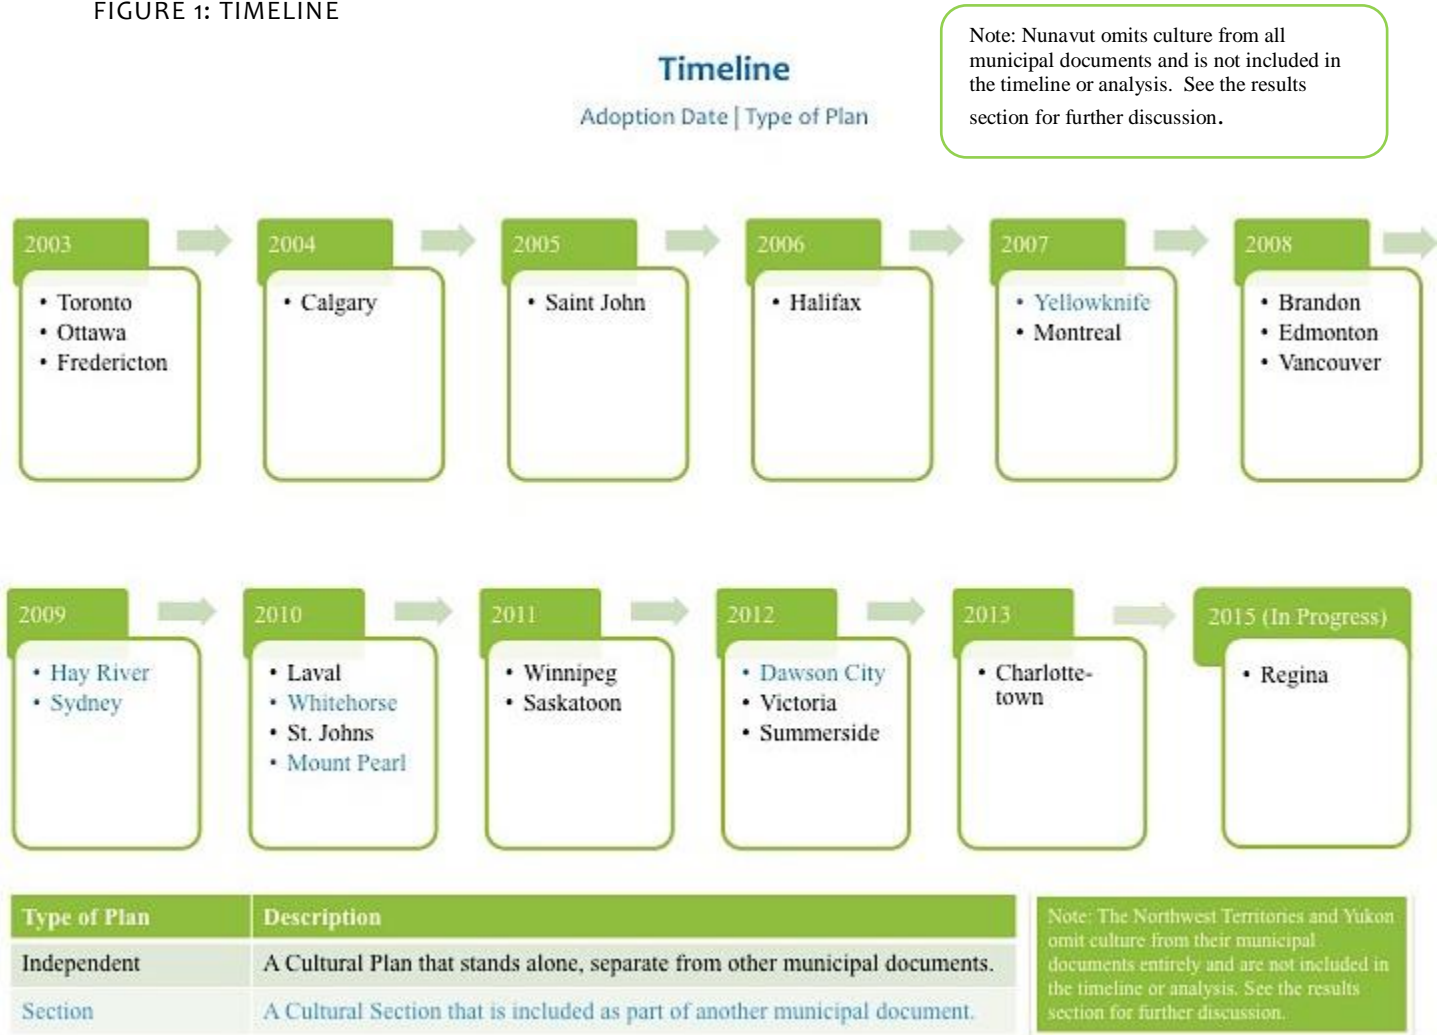 FIGURE 1: TIMELINE
Timeline
Adoption Date | Type of Plan
Note: Nunavut omits culture from all
municipal documents and is not included in
the timeline or analysis. See the results
section for further discussion.
2003
• Toronto
• Ottawa
• Fredericton
2004
• Calgary
2005
• Saint John
2006
• Halifax
2007
• Yellowknife
• Montreal
2008
• Brandon
• Edmonton
• Vancouver
2009
• Hay River
• Sydney
2010
• Laval
• Whitehorse
• St. Johns
• Mount Pearl
2011
• Winnipeg
• Saskatoon
2012
• Dawson City
• Victoria
• Summerside
2013
• Charlotte-
town
2015 (In Progress)
• Regina
Type of Plan Description
Independent A Cultural Plan that stands alone, separate from other municipal documents.
Section A Cultural Section that is included as part of another municipal document.
Note: The Northwest Territories and Yukon
omit culture from their municipal
documents entirely and are not included in
the timeline or analysis. See the results
section for further discussion.